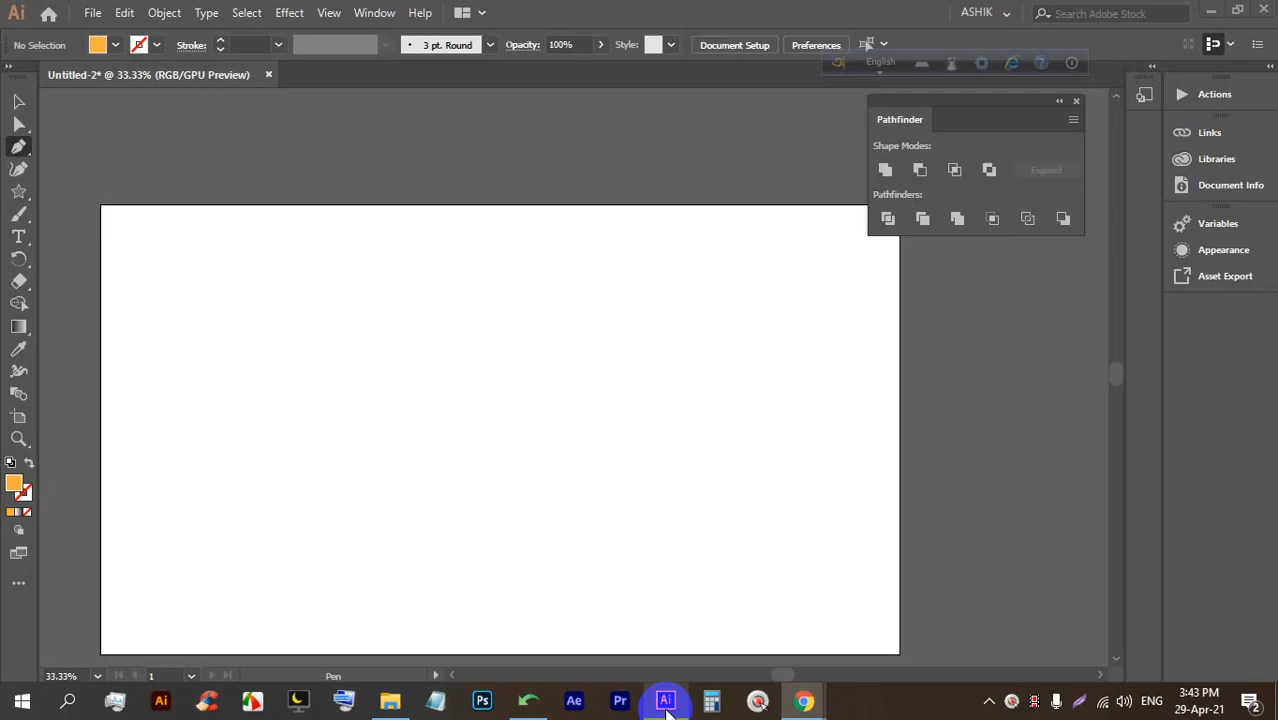 Ai File Edit Object Type Select Effect View Window Help ASHIK Search Adobe Stock
No Selection Stroke: 3 pt. Round Opacity: 100% Style: Document Setup Preferences
অ English
Untitled-2* @ 33.33% (RGB/GPU Preview)
Actions
Pathfinder
Links
Shape Modes:
Libraries
Expand
Document Info
Pathfinders:
Variables
Appearance
Asset Export
33.33% 1 Pen
Ai Ps Ae Pr Ai ENG 3:43 PM
29-Apr-21 2